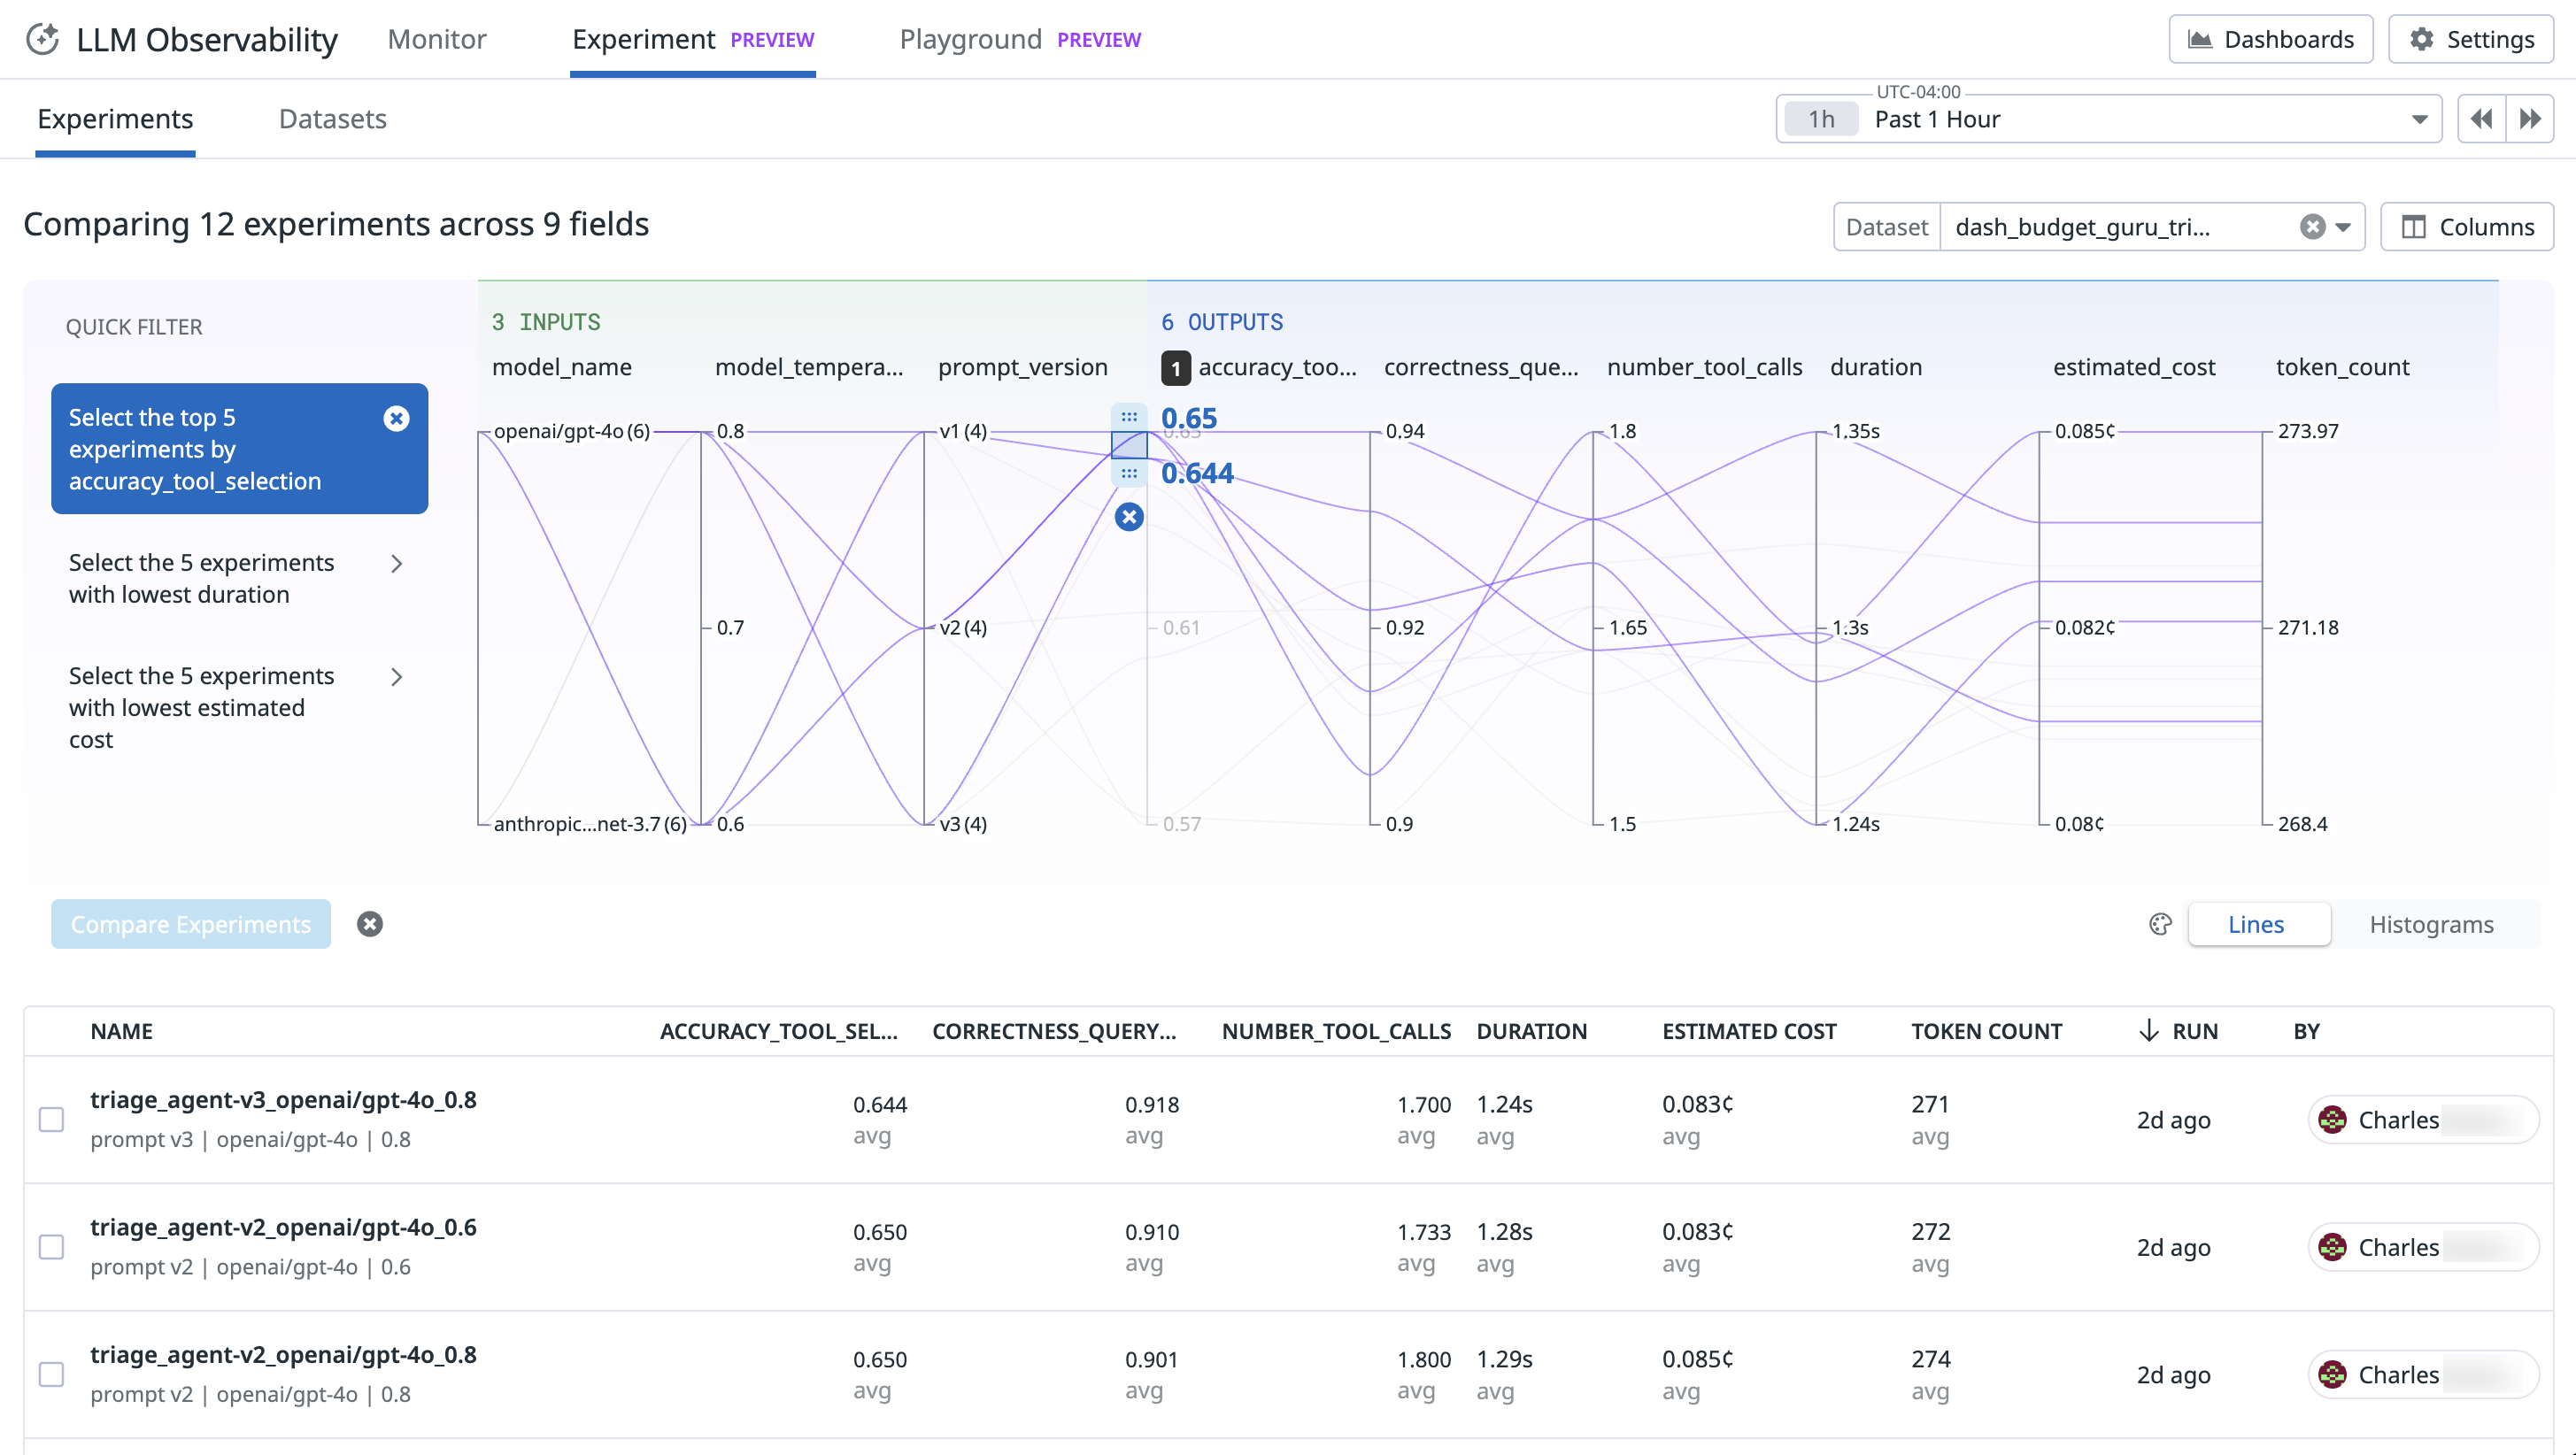 LLM Observability Monitor Experiment PREVIEW Playground PREVIEW Dashboards Settings
UTC-04:00
Experiments Datasets 1h Past 1 Hour
Comparing 12 experiments across 9 fields Dataset dash_budget_guru_tri... Columns
QUICK FILTER
Select the top 5
experiments by
accuracy_tool_selection
Select the 5 experiments
with lowest duration
Select the 5 experiments
with lowest estimated
cost
3 INPUTS 6 OUTPUTS
model_name model_tempera... prompt_version 1 accuracy_too... correctness_que... number_tool_calls duration estimated_cost token_count
0.65
openai/gpt-4o (6) 0.8 v1 (4) 0.65 0.94 1.8 1.35s 0.085¢ 273.97
0.644
0.7 v2 (4) 0.61 0.92 1.65 1.3s 0.082¢ 271.18
anthropic...net-3.7 (6) 0.6 v3 (4) 0.57 0.9 1.5 1.24s 0.08¢ 268.4
Compare Experiments Lines Histograms
NAME ACCURACY_TOOL_SEL... CORRECTNESS_QUERY... NUMBER_TOOL_CALLS DURATION ESTIMATED COST TOKEN COUNT RUN BY
triage_agent-v3_openai/gpt-4o_0.8 0.644 0.918 1.700 1.24s 0.083¢ 271 2d ago Charles
prompt v3 | openai/gpt-4o | 0.8 avg avg avg avg avg avg
triage_agent-v2_openai/gpt-4o_0.6 0.650 0.910 1.733 1.28s 0.083¢ 272 2d ago Charles
prompt v2 | openai/gpt-4o | 0.6 avg avg avg avg avg avg
triage_agent-v2_openai/gpt-4o_0.8 0.650 0.901 1.800 1.29s 0.085¢ 274 2d ago Charles
prompt v2 | openai/gpt-4o | 0.8 avg avg avg avg avg avg